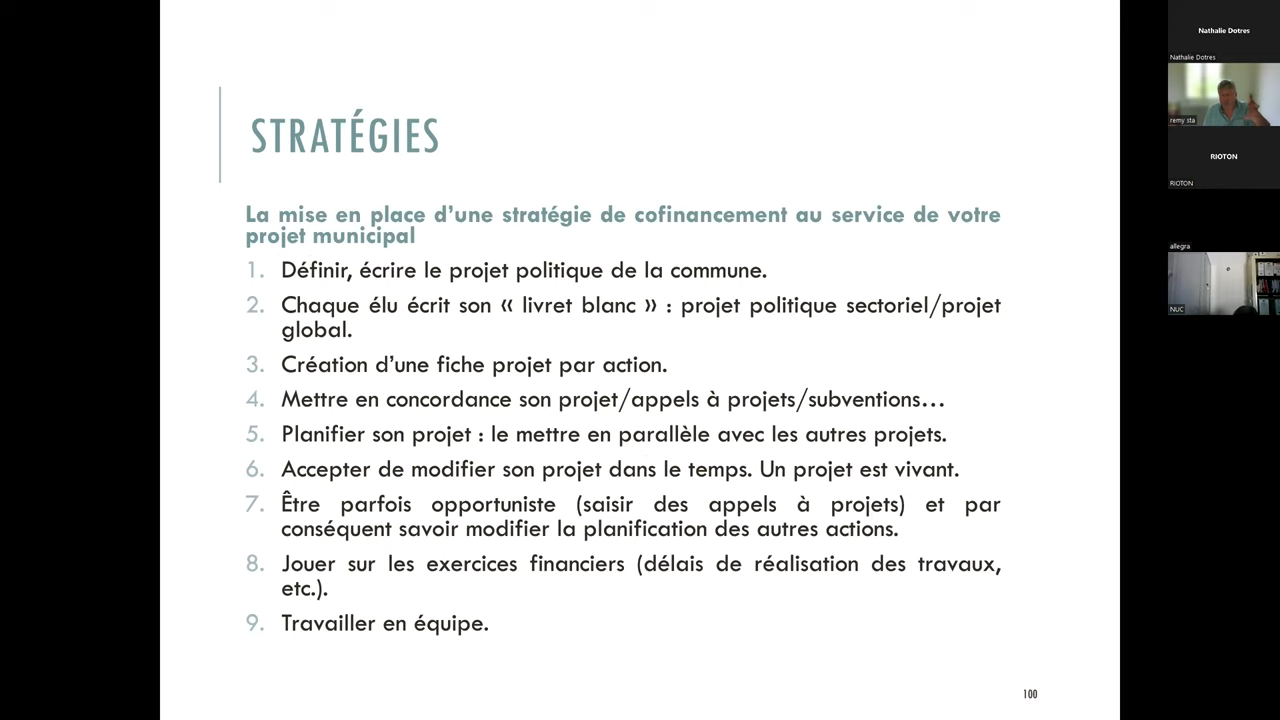 STRATÉGIES
La mise en place d’une stratégie de cofinancement au service de votre
projet municipal
1. Définir, écrire le projet politique de la commune.
2. Chaque élu écrit son « livret blanc » : projet politique sectoriel/projet
global.
3. Création d’une fiche projet par action.
4. Mettre en concordance son projet/appels à projets/subventions…
5. Planifier son projet : le mettre en parallèle avec les autres projets.
6. Accepter de modifier son projet dans le temps. Un projet est vivant.
7. Être parfois opportuniste (saisir des appels à projets) et par
conséquent savoir modifier la planification des autres actions.
8. Jouer sur les exercices financiers (délais de réalisation des travaux,
etc.).
9. Travailler en équipe.
100
Nathalie Dotres
Nathalie Dotres
remy sta
RIOTON
RIOTON
allegra
NUC